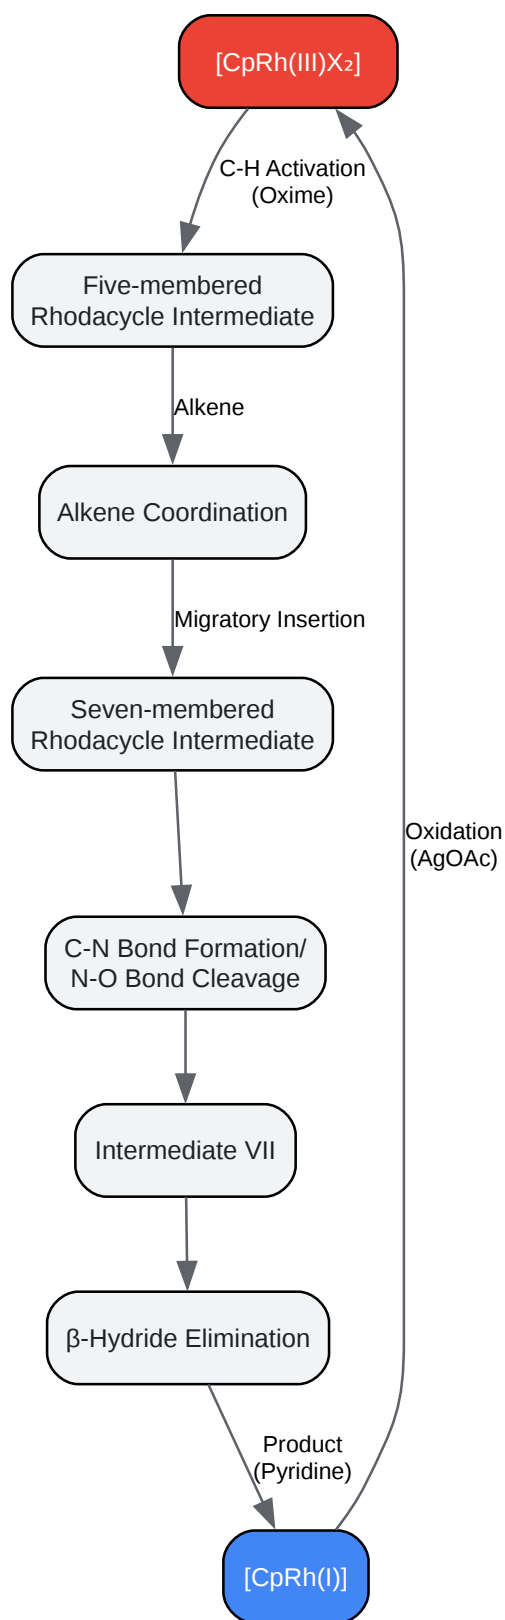 [CpRh(III)X₂]
C-H Activation
(Oxime)
Five-membered
Rhodacycle Intermediate
Alkene
Alkene Coordination
Migratory Insertion
Seven-membered
Rhodacycle Intermediate
Oxidation
(AgOAc)
C-N Bond Formation/
N-O Bond Cleavage
Intermediate VII
β-Hydride Elimination
Product
(Pyridine)
[CpRh(I)]